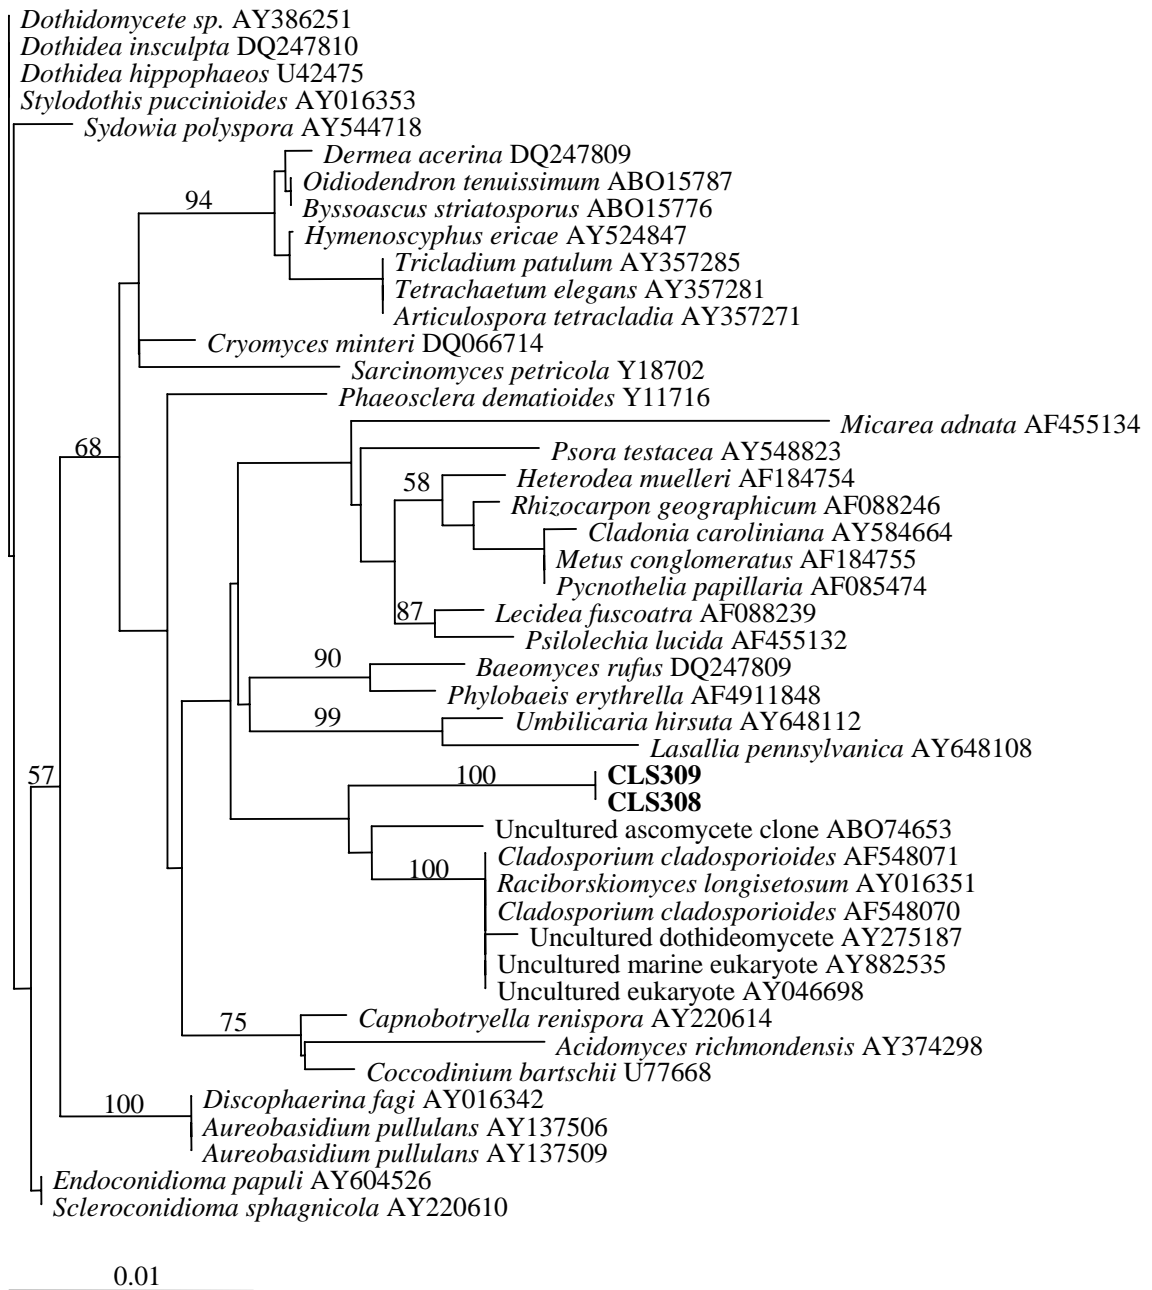 Dothidomycete sp. AY386251
Dothidea insculpta DQ247810
Dothidea hippophaeos U42475
Stylodothis puccinioides AY016353
Sydowia polyspora AY544718
Dermea acerina DQ247809
Oidiodendron tenuissimum ABO15787
94
Byssoascus striatosporus ABO15776
Hymenoscyphus ericae AY524847
Tricladium patulum AY357285
Tetrachaetum elegans AY357281
Articulospora tetracladia AY357271
Cryomyces minteri DQ066714
Sarcinomyces petricola Y18702
Phaeosclera dematioides Y11716
Micarea adnata AF455134
68
Psora testacea AY548823
Heterodea muelleri AF184754
58
Rhizocarpon geographicum AF088246
Cladonia caroliniana AY584664
Metus conglomeratus AF184755
Pycnothelia papillaria AF085474
87
Lecidea fuscoatra AF088239
Psilolechia lucida AF455132
90
Baeomyces rufus DQ247809
Phylobaeis erythrella AF4911848
99
Umbilicaria hirsuta AY648112
Lasallia pennsylvanica AY648108
57
100
CLS309
CLS308
Uncultured ascomycete clone ABO74653
Cladosporium cladosporioides AF548071
100
Raciborskiomyces longisetosum AY016351
Cladosporium cladosporioides AF548070
Uncultured dothideomycete AY275187
Uncultured marine eukaryote AY882535
Uncultured eukaryote AY046698
75
Capnobotryella renispora AY220614
Acidomyces richmondensis AY374298
Coccodinium bartschii U77668
100
Discophaerina fagi AY016342
Aureobasidium pullulans AY137506
Aureobasidium pullulans AY137509
Endoconidioma papuli AY604526
Scleroconidioma sphagnicola AY220610
0.01